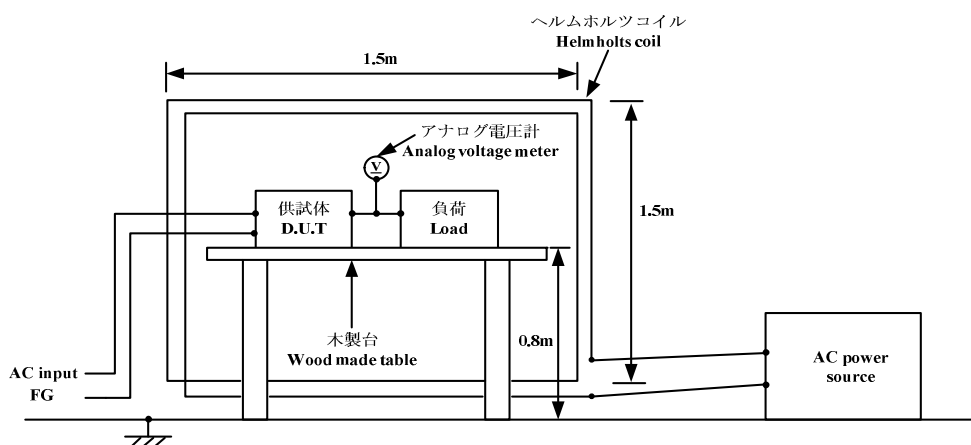 ヘルムホルツコイル
Helmholts coil
1.5m
アナログ電圧計
Analog voltage meter
V
供試体
D.U.T
負荷
Load
1.5m
木製台
Wood made table
0.8m
AC power
source
AC input
FG